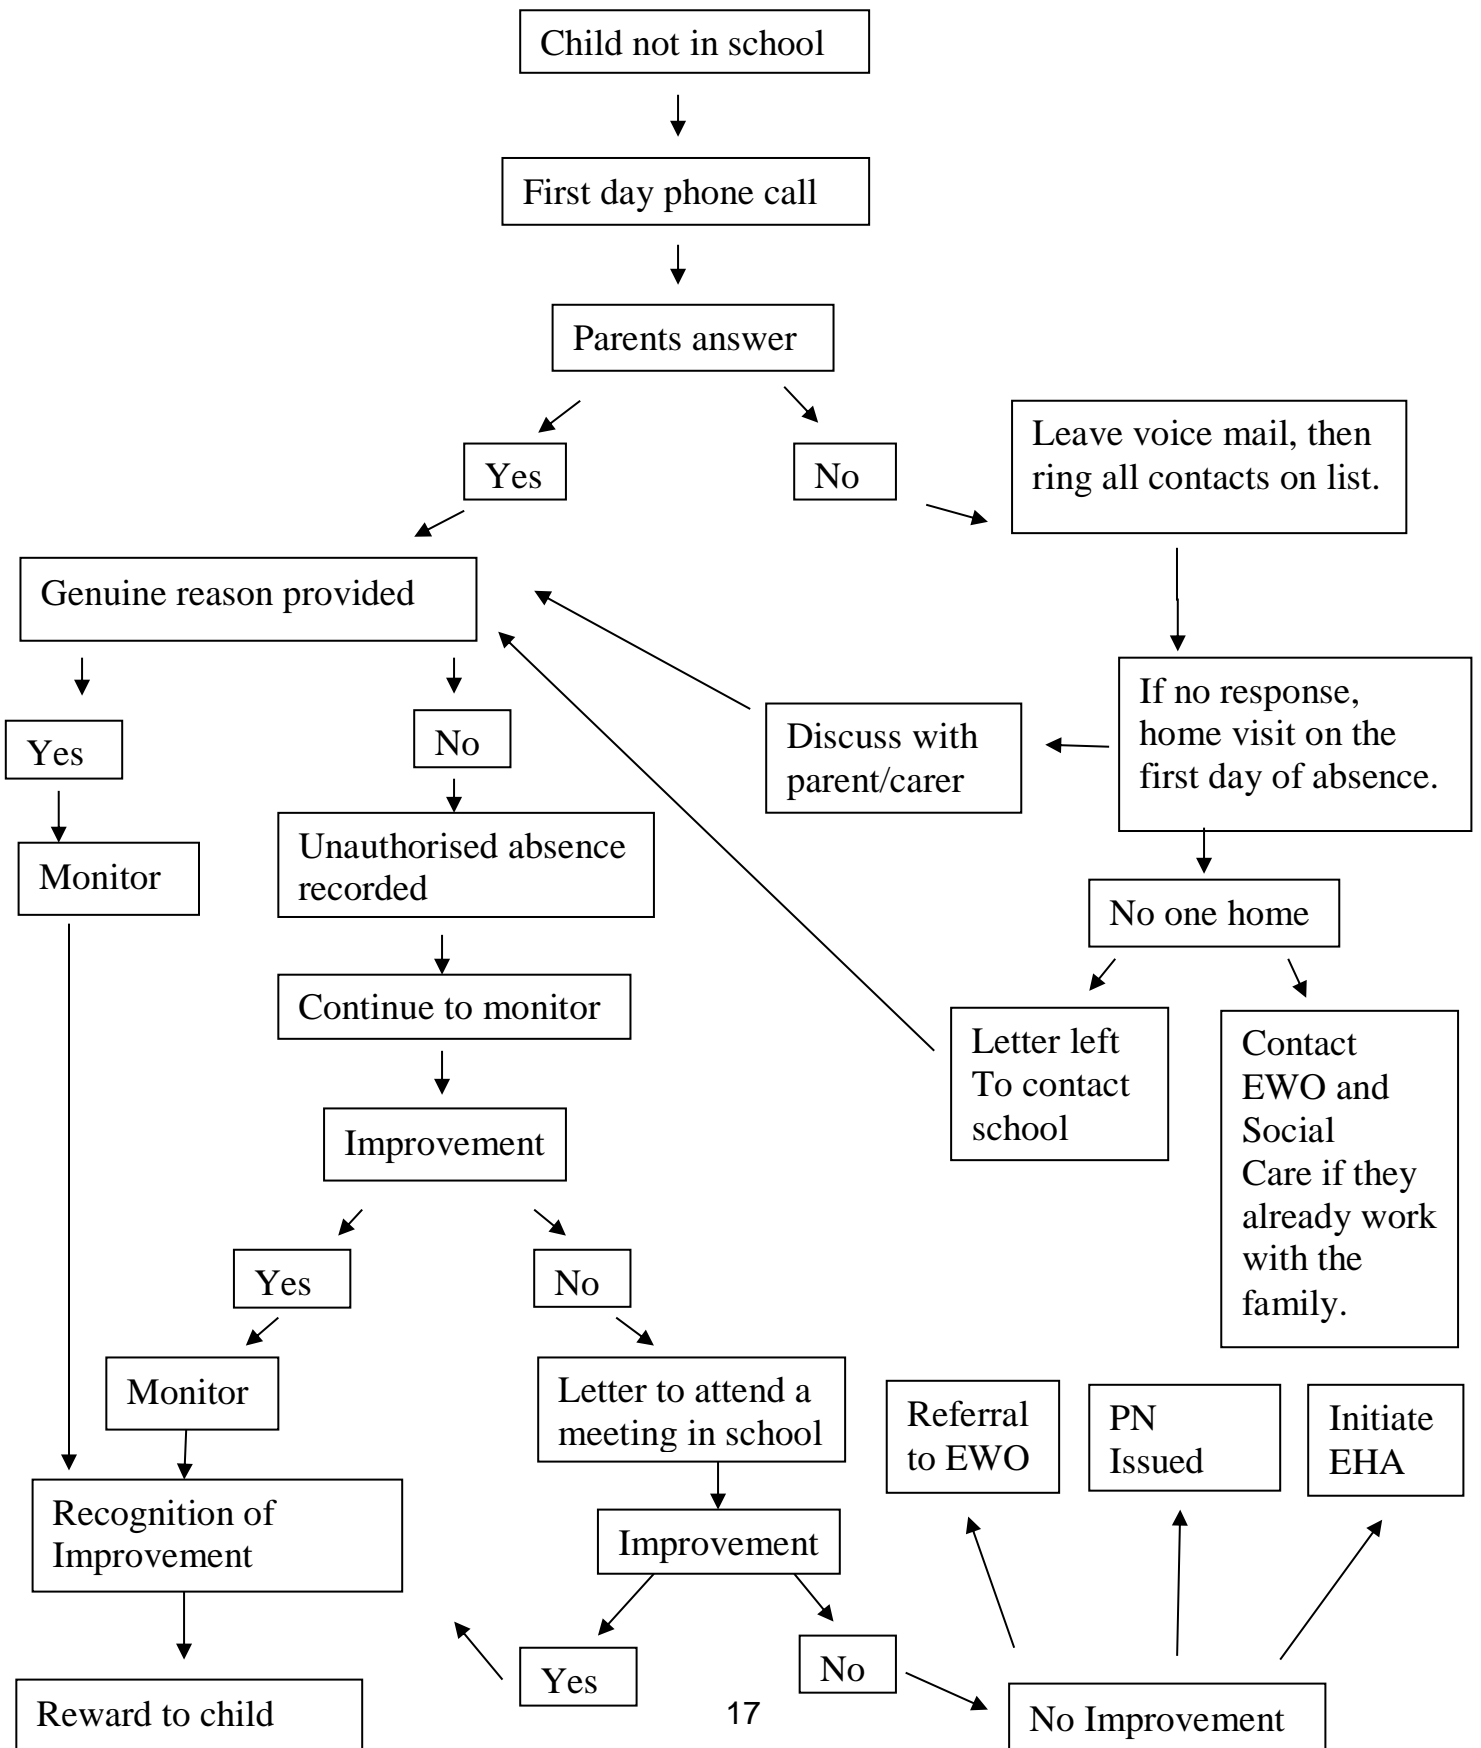 Child not in school
First day phone call
Parents answer
Yes
No
Leave voice mail, then
ring all contacts on list.
Genuine reason provided
Yes
No
Discuss with
parent/carer
If no response,
home visit on the
first day of absence.
Monitor
Unauthorised absence
recorded
No one home
Continue to monitor
Letter left
To contact
school
Contact
EWO and
Social
Care if they
already work
with the
family.
Improvement
Yes
No
Monitor
Letter to attend a
meeting in school
Referral
to EWO
PN
Issued
Initiate
EHA
Recognition of
Improvement
Improvement
Yes
No
Reward to child
No Improvement
17